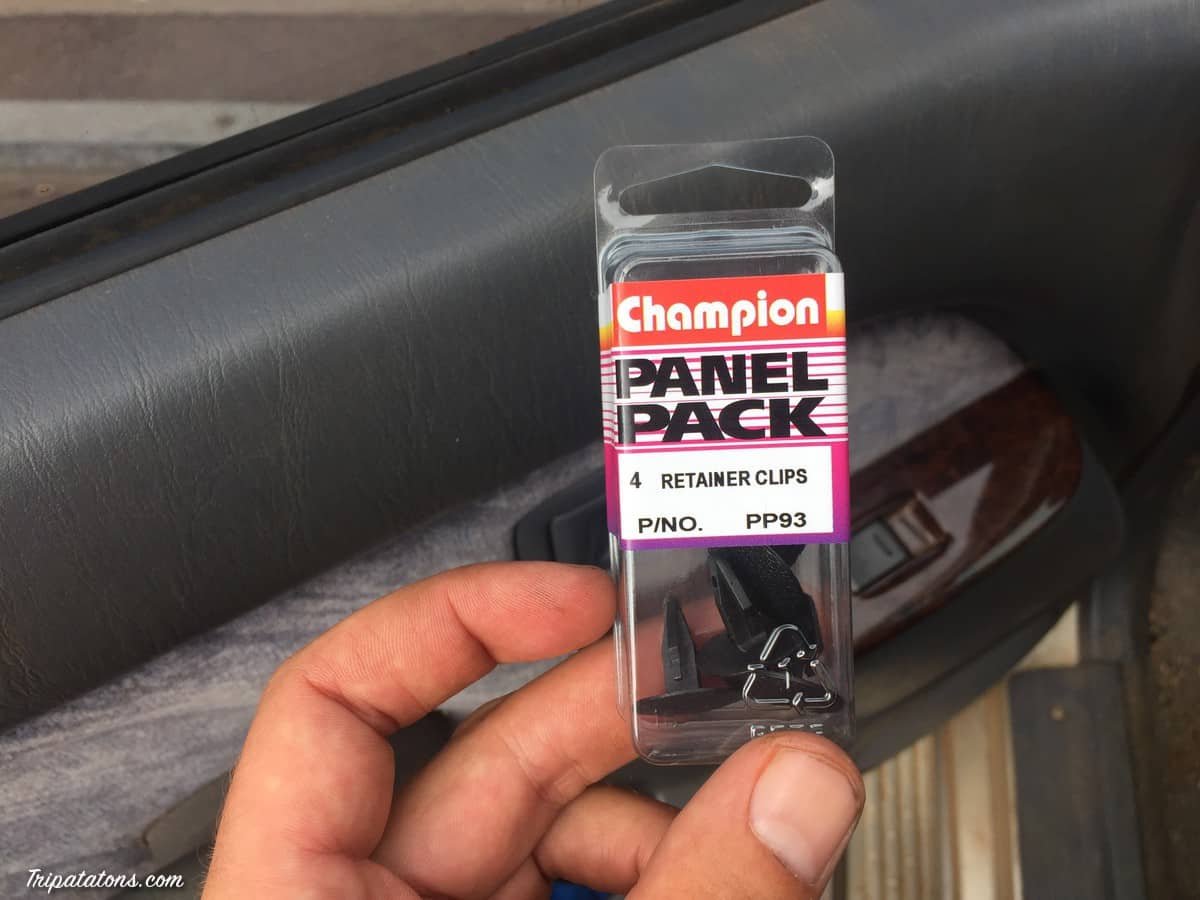 Champion
PANEL
PACK
4 RETAINER CLIPS
P/NO. PP93
Tripatatons.com